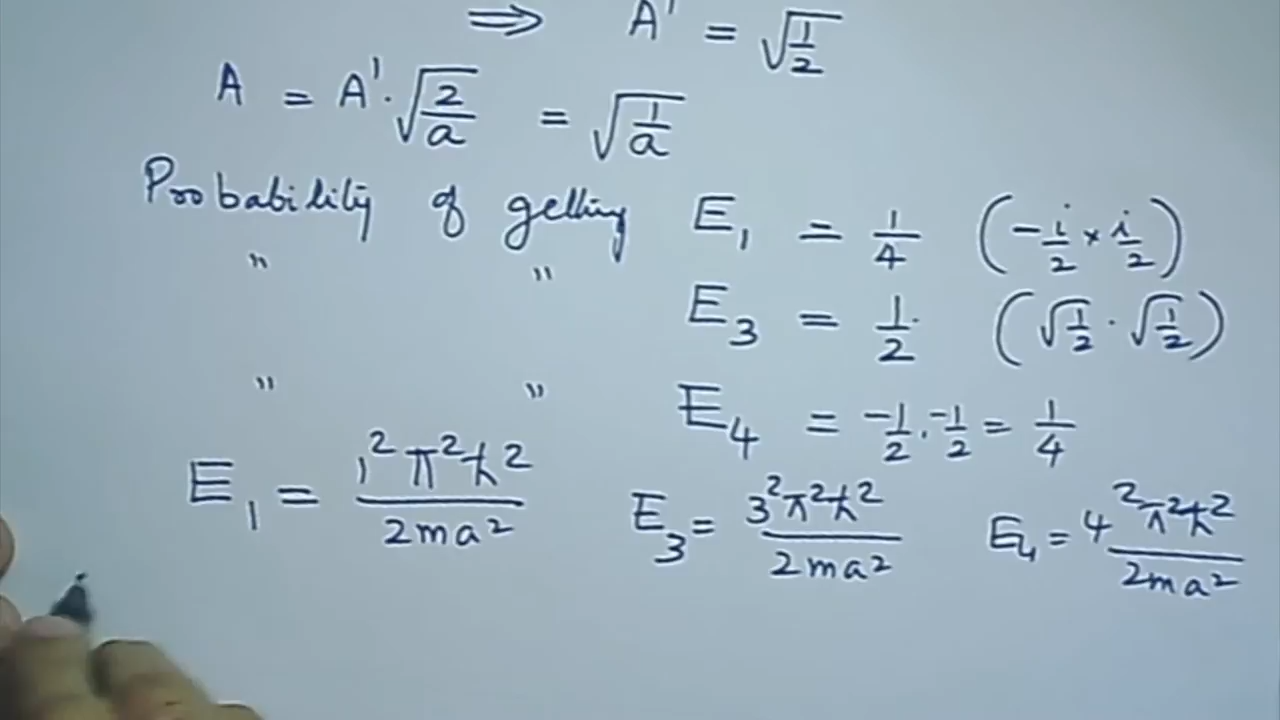 ⇒ A' = √(1/2)
A = A'·√(2/a) = √(1/a)
Probability of getting E₁ = 1/4 (-i/2 × i/2)
" " E₃ = 1/2 (√(1/2) · √(1/2))
" " E₄ = -1/2 · -1/2 = 1/4
E₁ = 1²π²ħ²/2ma² E₃ = 3²π²ħ²/2ma² E₄ = 4²π²ħ²/2ma²